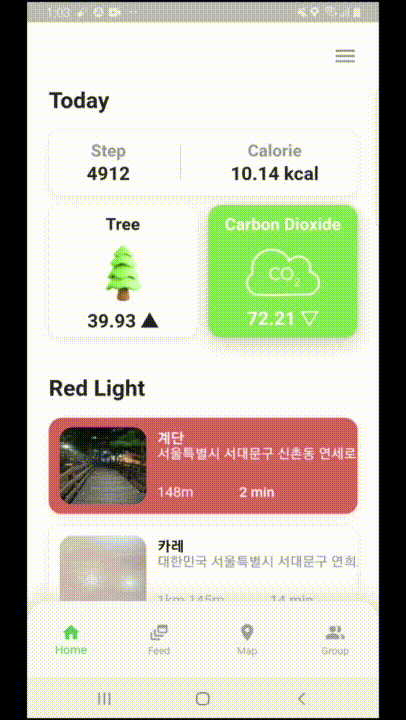 1:03
Today
Step
Calorie
4912
10.14 kcal
Tree
Carbon Dioxide
CO2
39.93 ▲
72.21 ▽
Red Light
계단
서울특별시 서대문구 신촌동 연세로
148m
2 min
카레
대한민국 서울특별시 서대문구 연희
1km 145m
14 min
Home
Feed
Map
Group